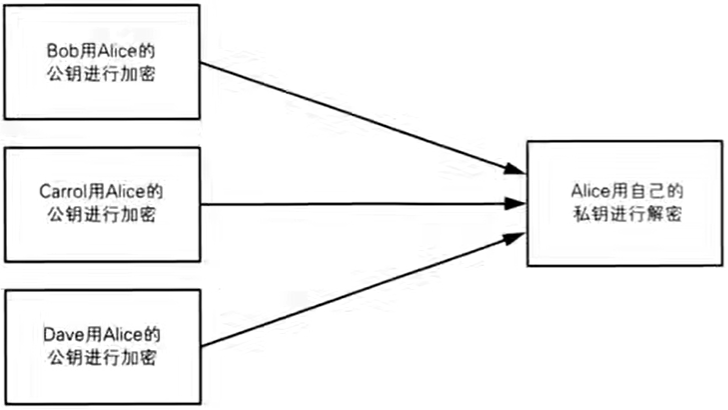 Bob用Alice的
公钥进行加密
Carrol用Alice的
公钥进行加密
Dave用Alice的
公钥进行加密
Alice用自己的
私钥进行解密